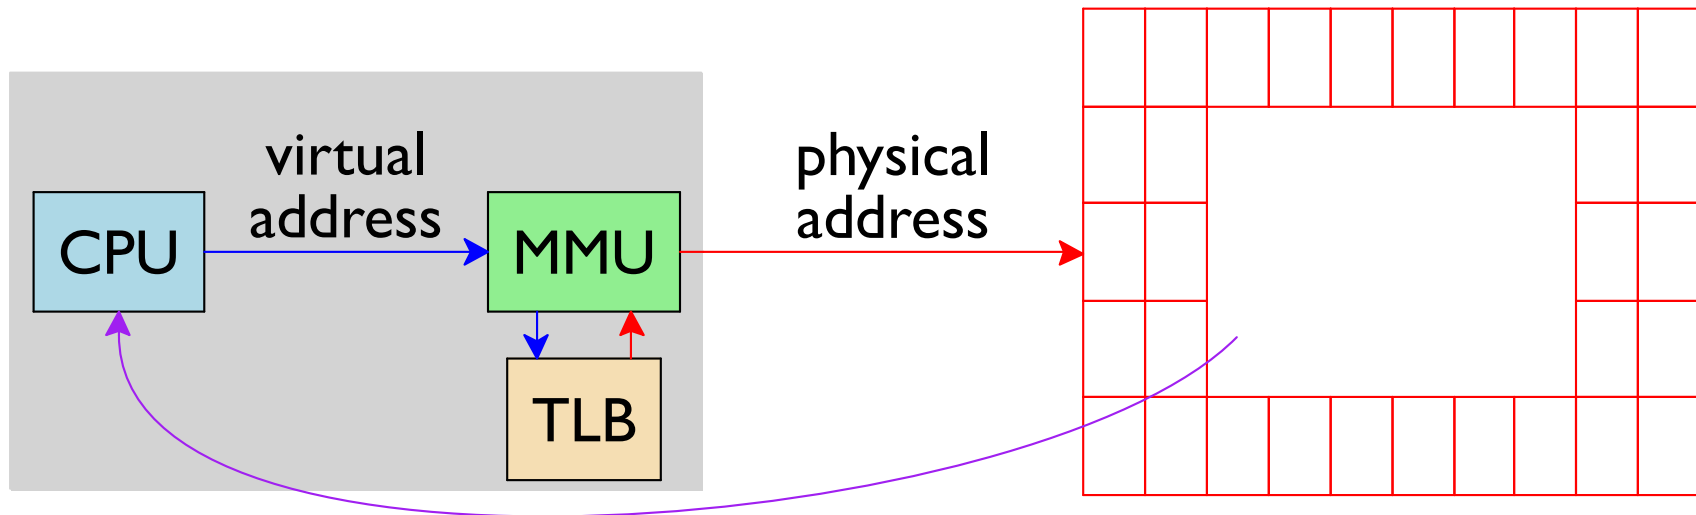 virtual
address
physical
address
CPU
MMU
TLB